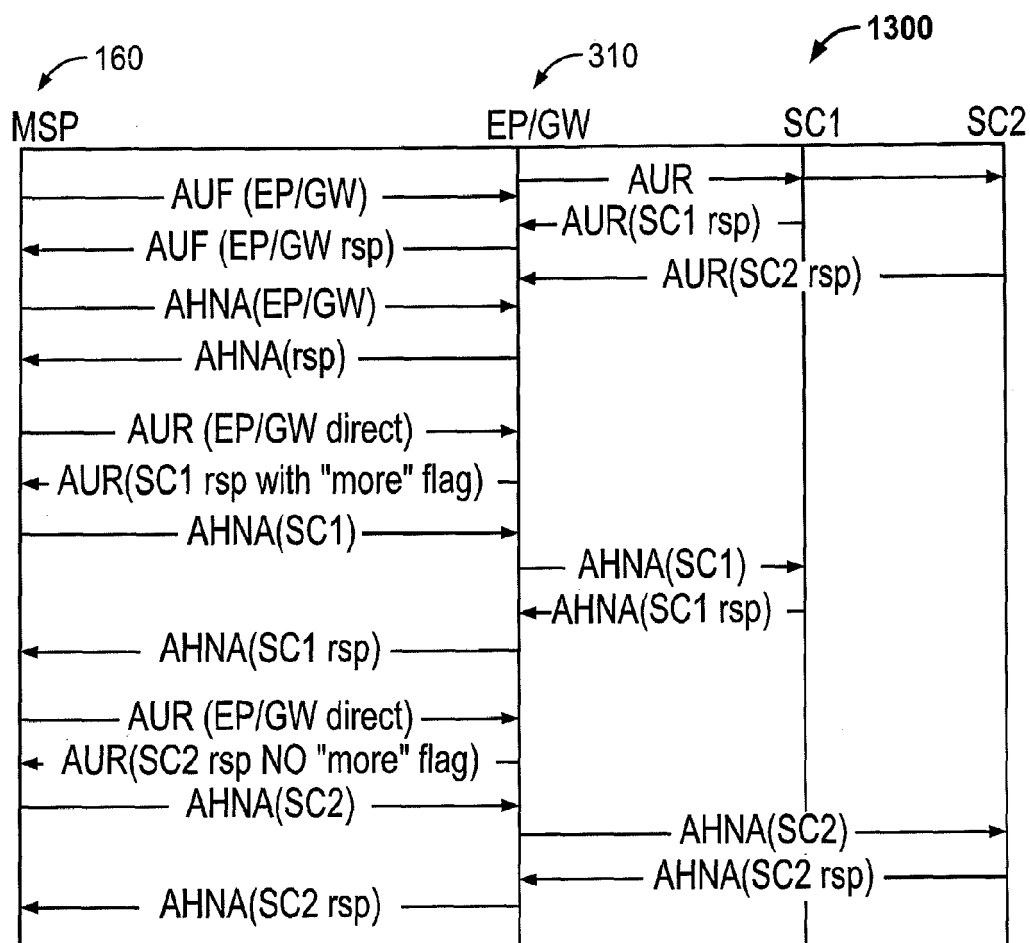 1300
160
310
MSP
EP/GW
SC1
SC2
AUF (EP/GW)
AUR
AUR(SC1 rsp)
AUF (EP/GW rsp)
AUR(SC2 rsp)
AHNA(EP/GW)
AHNA(rsp)
AUR (EP/GW direct)
AUR(SC1 rsp with "more" flag)
AHNA(SC1)
AHNA(SC1)
AHNA(SC1 rsp)
AHNA(SC1 rsp)
AUR (EP/GW direct)
AUR(SC2 rsp NO "more" flag)
AHNA(SC2)
AHNA(SC2)
AHNA(SC2 rsp)
AHNA(SC2 rsp)